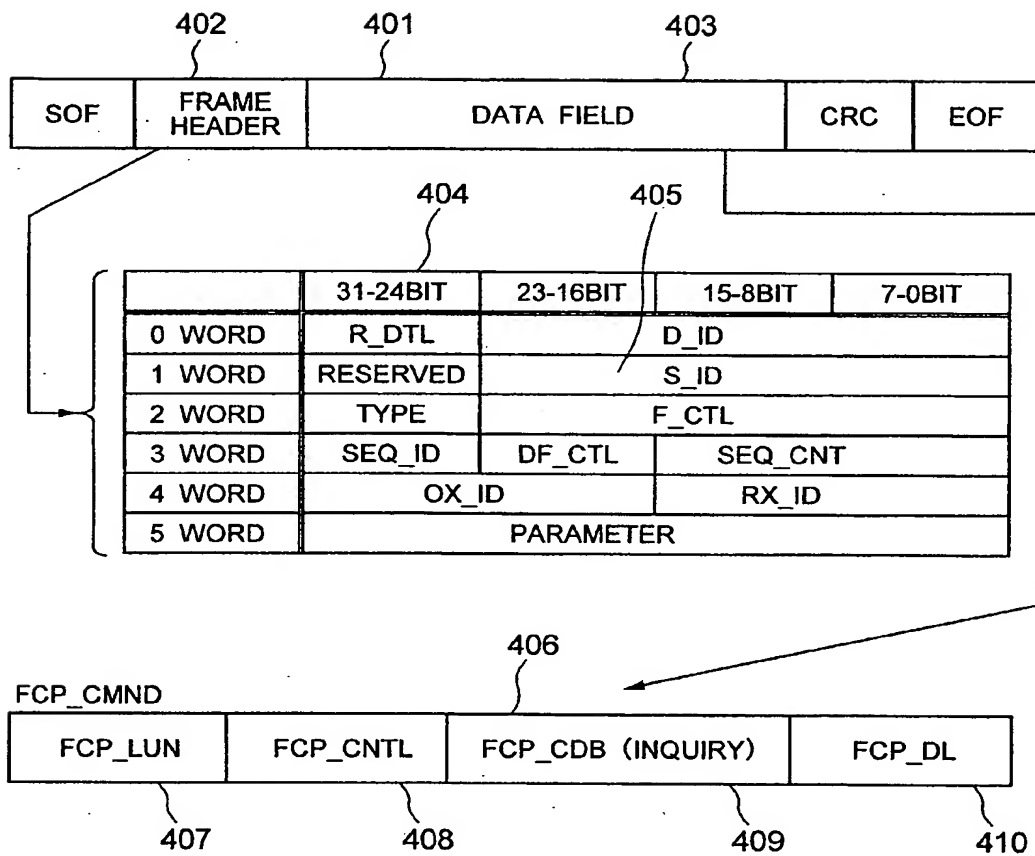 402 401 403
SOF FRAME HEADER DATA FIELD CRC EOF
404 405
31-24BIT 23-16BIT 15-8BIT 7-0BIT
0 WORD R_DTL D_ID
1 WORD RESERVED S_ID
2 WORD TYPE F_CTL
3 WORD SEQ_ID DF_CTL SEQ_CNT
4 WORD OX_ID RX_ID
5 WORD PARAMETER
406
FCP_CMND
FCP_LUN FCP_CNTL FCP_CDB (INQUIRY) FCP_DL
407 408 409 410